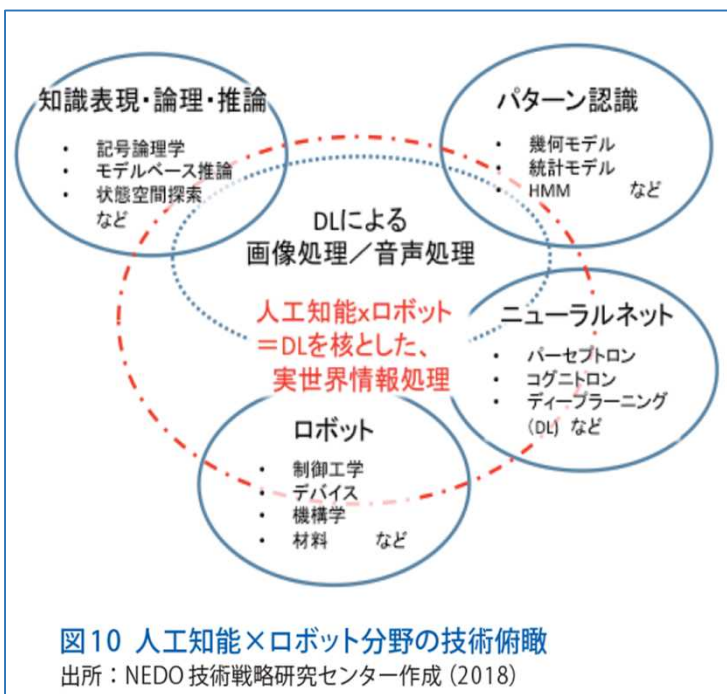 知識表現・論理・推論
・ 記号論理学
・ モデルベース推論
・ 状態空間探索
など
パターン認識
・ 幾何モデル
・ 統計モデル
・ HMM など
DLによる
画像処理／音声処理
人工知能xロボット
＝DLを核とした、
実世界情報処理
ニューラルネット
・ パーセプトロン
・ コグニトロン
・ ディープラーニング
（DL) など
ロボット
・ 制御工学
・ デバイス
・ 機構学
・ 材料 など
図10 人工知能×ロボット分野の技術俯瞰
出所：NEDO 技術戦略研究センター作成 (2018)